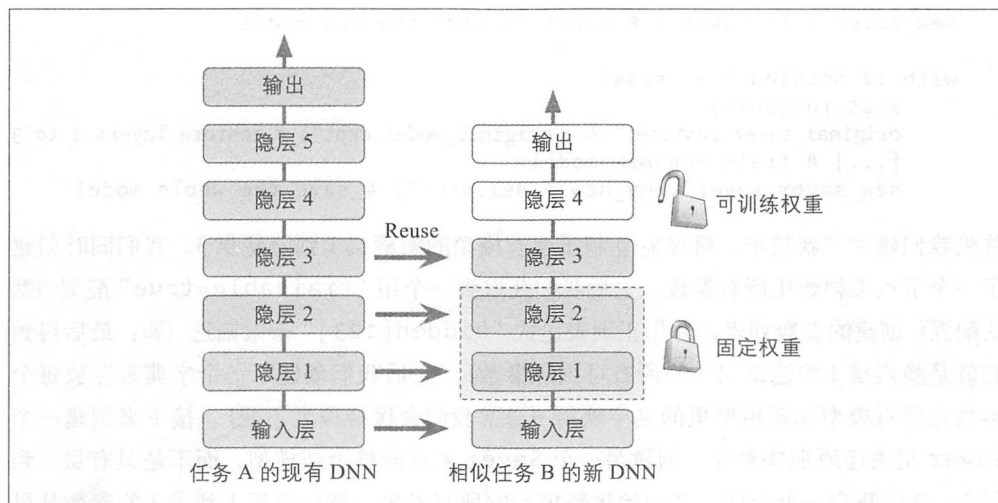 输出
隐层 5
隐层 4
隐层 3
隐层 2
隐层 1
输入层
任务 A 的现有 DNN
Reuse
输出
隐层 4
隐层 3
隐层 2
隐层 1
输入层
相似任务 B 的新 DNN
可训练权重
固定权重